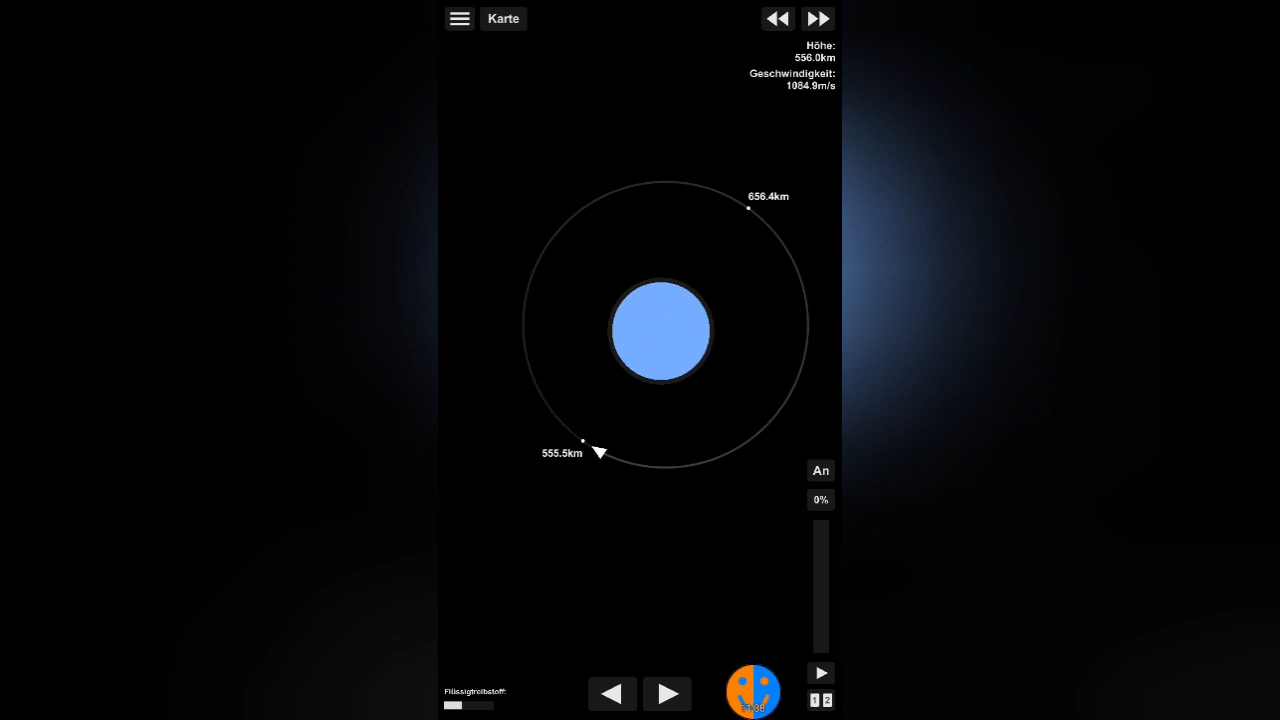 Karte
Höhe:
556.0km
Geschwindigkeit:
1084.9m/s
656.4km
555.5km
An
0%
Flüssigtreibstoff:
1 2